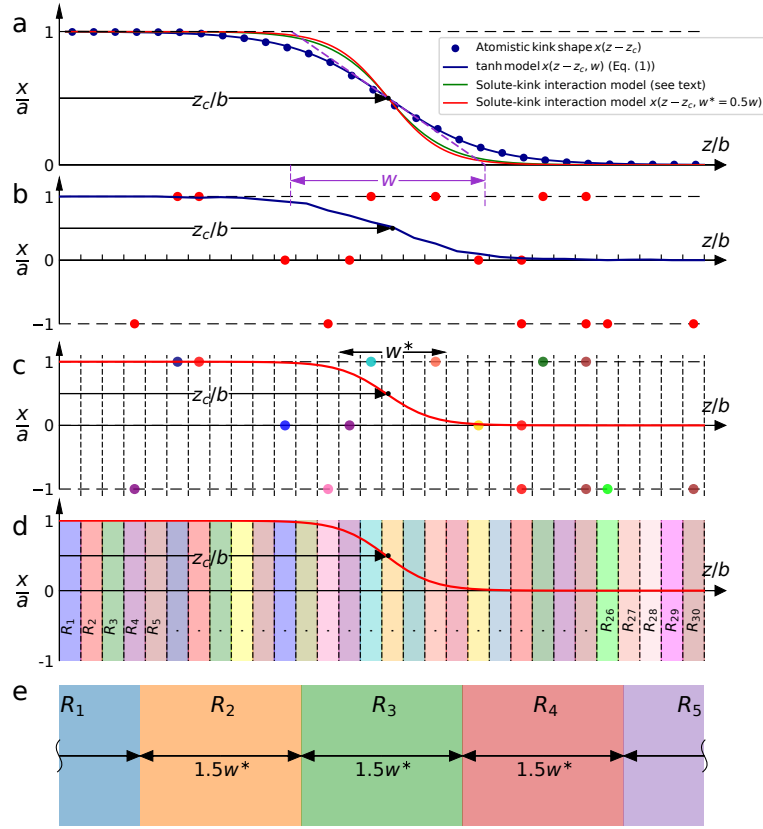 a
1
Atomistic kink shape x(z − z_c)
tanh model x(z − z_c, w) (Eq. (1))
Solute-kink interaction model (see text)
Solute-kink interaction model x(z − z_c, w* = 0.5w)
x/a
z_c/b
z/b
0
w
b
1
z_c/b
z/b
x/a
0
−1
c
1
w*
z_c/b
z/b
x/a
0
−1
d
1
z_c/b
z/b
x/a
0
R_1 R_2 R_3 R_4 R_5 . . . . . . . . . . . . . . . . . . . . R_26 R_27 R_28 R_29 R_30
-1
e
R_1 R_2 R_3 R_4 R_5
1.5w* 1.5w* 1.5w*